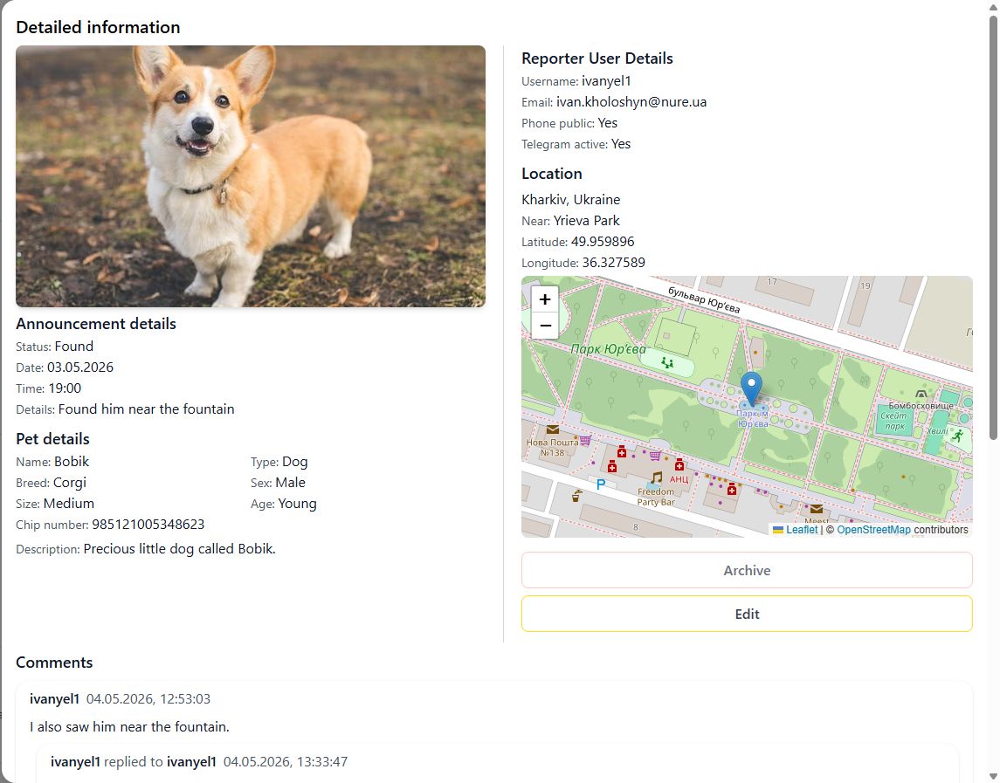 Detailed information
Announcement details
Status: Found
Date: 03.05.2026
Time: 19:00
Details: Found him near the fountain
Pet details
Name: Bobik
Type: Dog
Breed: Corgi
Sex: Male
Size: Medium
Age: Young
Chip number: 985121005348623
Description: Precious little dog called Bobik.
Reporter User Details
Username: ivanyel1
Email: ivan.kholoshyn@nure.ua
Phone public: Yes
Telegram active: Yes
Location
Kharkiv, Ukraine
Near: Yrieva Park
Latitude: 49.959896
Longitude: 36.327589
+
−
бульвар Юр'єва
17
19
Парк Юр'єва
Парк ім
Юр'єва
Бомбосховище
Скейт-
парк
Хвилі
Нова Пошта
№138
P
АНЦ
Freedom
Party Bar
8
Meest
Leaflet | © OpenStreetMap contributors
Archive
Edit
Comments
ivanyel1 04.05.2026, 12:53:03
I also saw him near the fountain.
ivanyel1 replied to ivanyel1 04.05.2026, 13:33:47